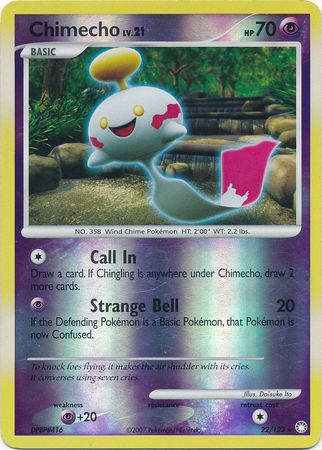 Chimecho LV.21 HP 70
BASIC
NO. 358 Wind Chime Pokémon HT: 2'00" WT: 2.2 lbs.
Call In
Draw a card. If Chingling is anywhere under Chimecho, draw 2
more cards.
Strange Bell 20
If the Defending Pokémon is a Basic Pokémon, that Pokémon is
now Confused.
To knock foes flying, it makes the air shudder with its cries.
It converses using seven cries.
Illus. Daisuke Ito
weakness resistance retreat cost
+20
DPBP#416 ©2007 Pokémon/Nintendo 22/123 ★